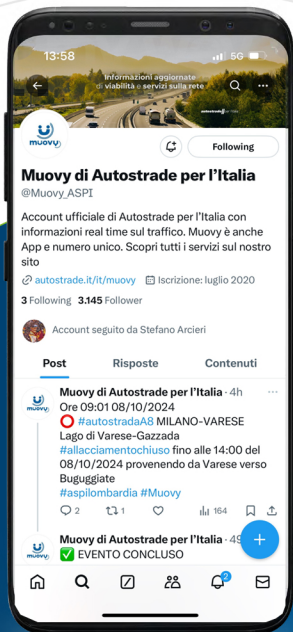 13:58
5G
Informazioni aggiornate
di viabilità e servizi sulla rete
muovy
Following
Muovy di Autostrade per l'Italia
@Muovy_ASPI
Account ufficiale di Autostrade per l'Italia con
informazioni real time sul traffico. Muovy è anche
App e numero unico. Scopri tutti i servizi sul nostro
sito
autostrade.it/it/muovy Iscrizione: luglio 2020
3 Following 3.145 Follower
Account seguito da Stefano Arcieri
Post Risposte Contenuti
muovy
Muovy di Autostrade per l'Italia · 4h
Ore 09:01 08/10/2024
⭕ #autostradaA8 MILANO-VARESE
Lago di Varese-Gazzada
#allacciamentochiuso fino alle 14:00 del
08/10/2024 provenendo da Varese verso
Buguggiate
#aspilombardia #Muovy
2 1 164
muovy
Muovy di Autostrade per l'Italia · 4
✅ EVENTO CONCLUSO
2